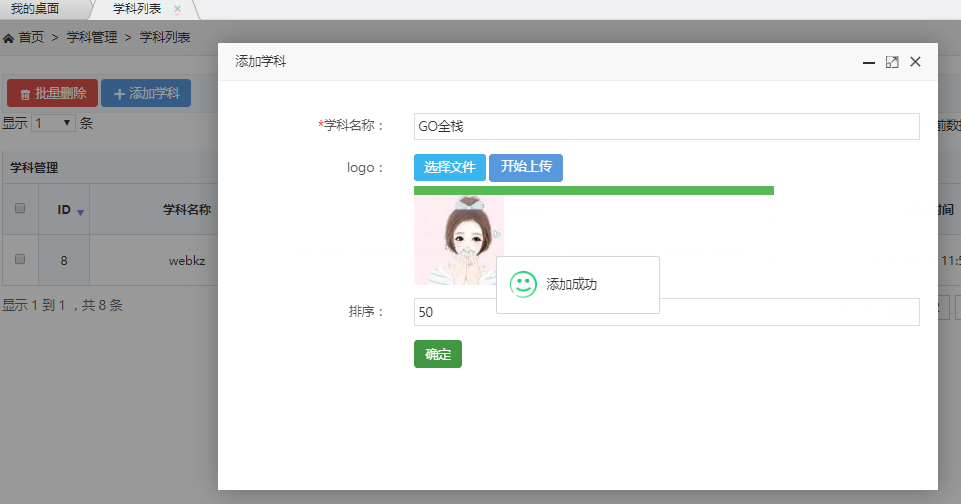 我的桌面
学科列表
首页 > 学科管理 > 学科列表
添加学科
批量删除
添加学科
显示 1 条
*学科名称：
GO全栈
logo：
选择文件
开始上传
学科管理
ID
学科名称
时间
8
webkz
添加成功
显示 1 到 1 ，共 8 条
排序：
50
确定